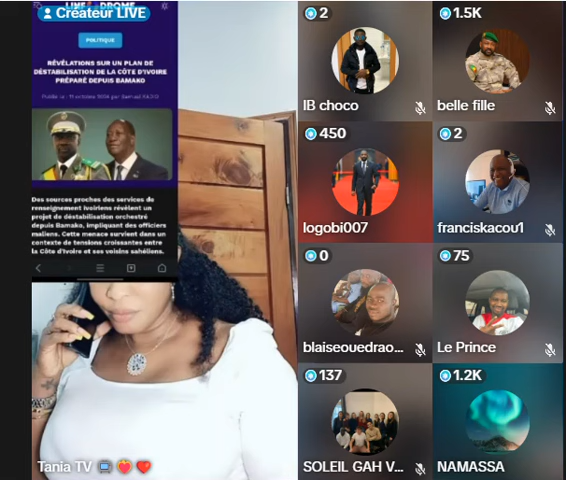 Créateur LIVE
POLITIQUE
RÉVÉLATIONS SUR UN PLAN DE
DÉSTABILISATION DE LA CÔTE D'IVOIRE
PRÉPARÉ DEPUIS BAMAKO
Des sources proches des services de
renseignement ivoiriens révèlent un
projet de déstabilisation orchestré
depuis Bamako, impliquant des officiers
maliens. Cette menace survient dans un
contexte de tensions croissantes entre
la Côte d'Ivoire et ses voisins sahéliens.
Tania TV
2
IB choco
1.5K
belle fille
450
logobi007
2
franciskacou1
0
blaiseouedrao...
75
Le Prince
137
SOLEIL GAH V...
1.2K
NAMASSA